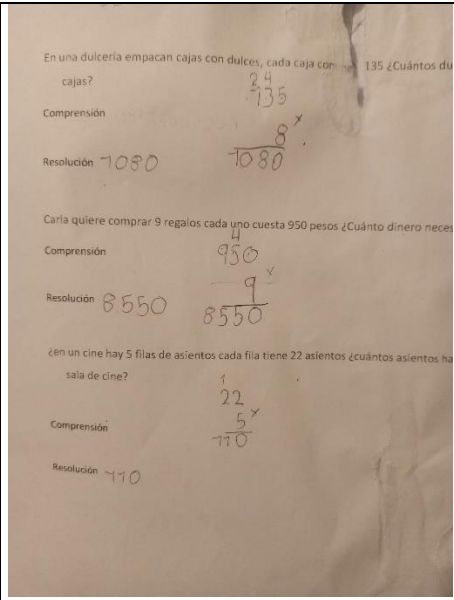 En una dulcería empacan cajas con dulces, cada caja con 135 ¿Cuántos du
cajas?
24
135
Comprensión
8 x
Resolución 1080
1080
Carla quiere comprar 9 regalos cada uno cuesta 950 pesos ¿Cuánto dinero neces
4
Comprensión
950
9 x
Resolución 8.550
8550
¿en un cine hay 5 filas de asientos cada fila tiene 22 asientos ¿cuántos asientos ha
sala de cine?
1
22
Comprensión
5 x
110
Resolución 110